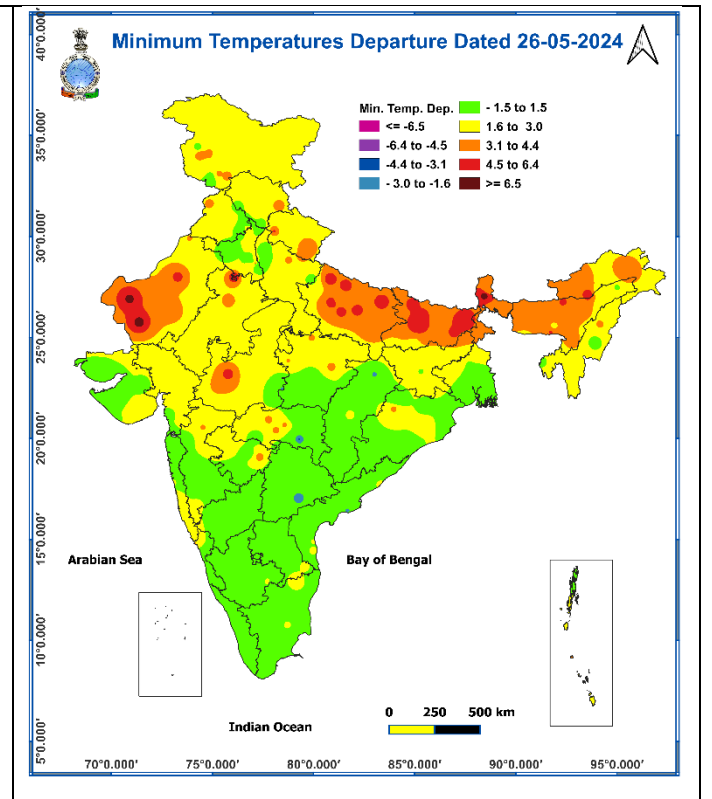 Minimum Temperatures Departure Dated 26-05-2024
Min. Temp. Dep.
<= -6.5
-6.4 to -4.5
-4.4 to -3.1
- 3.0 to -1.6
- 1.5 to 1.5
1.6 to 3.0
3.1 to 4.4
4.5 to 6.4
>= 6.5
40°0.000'
35°0.000'
30°0.000'
25°0.000'
20°0.000'
15°0.000'
10°0.000'
5°0.000'
Arabian Sea
Bay of Bengal
Indian Ocean
0 250 500 km
70°0.000' 75°0.000' 80°0.000' 85°0.000' 90°0.000' 95°0.000'